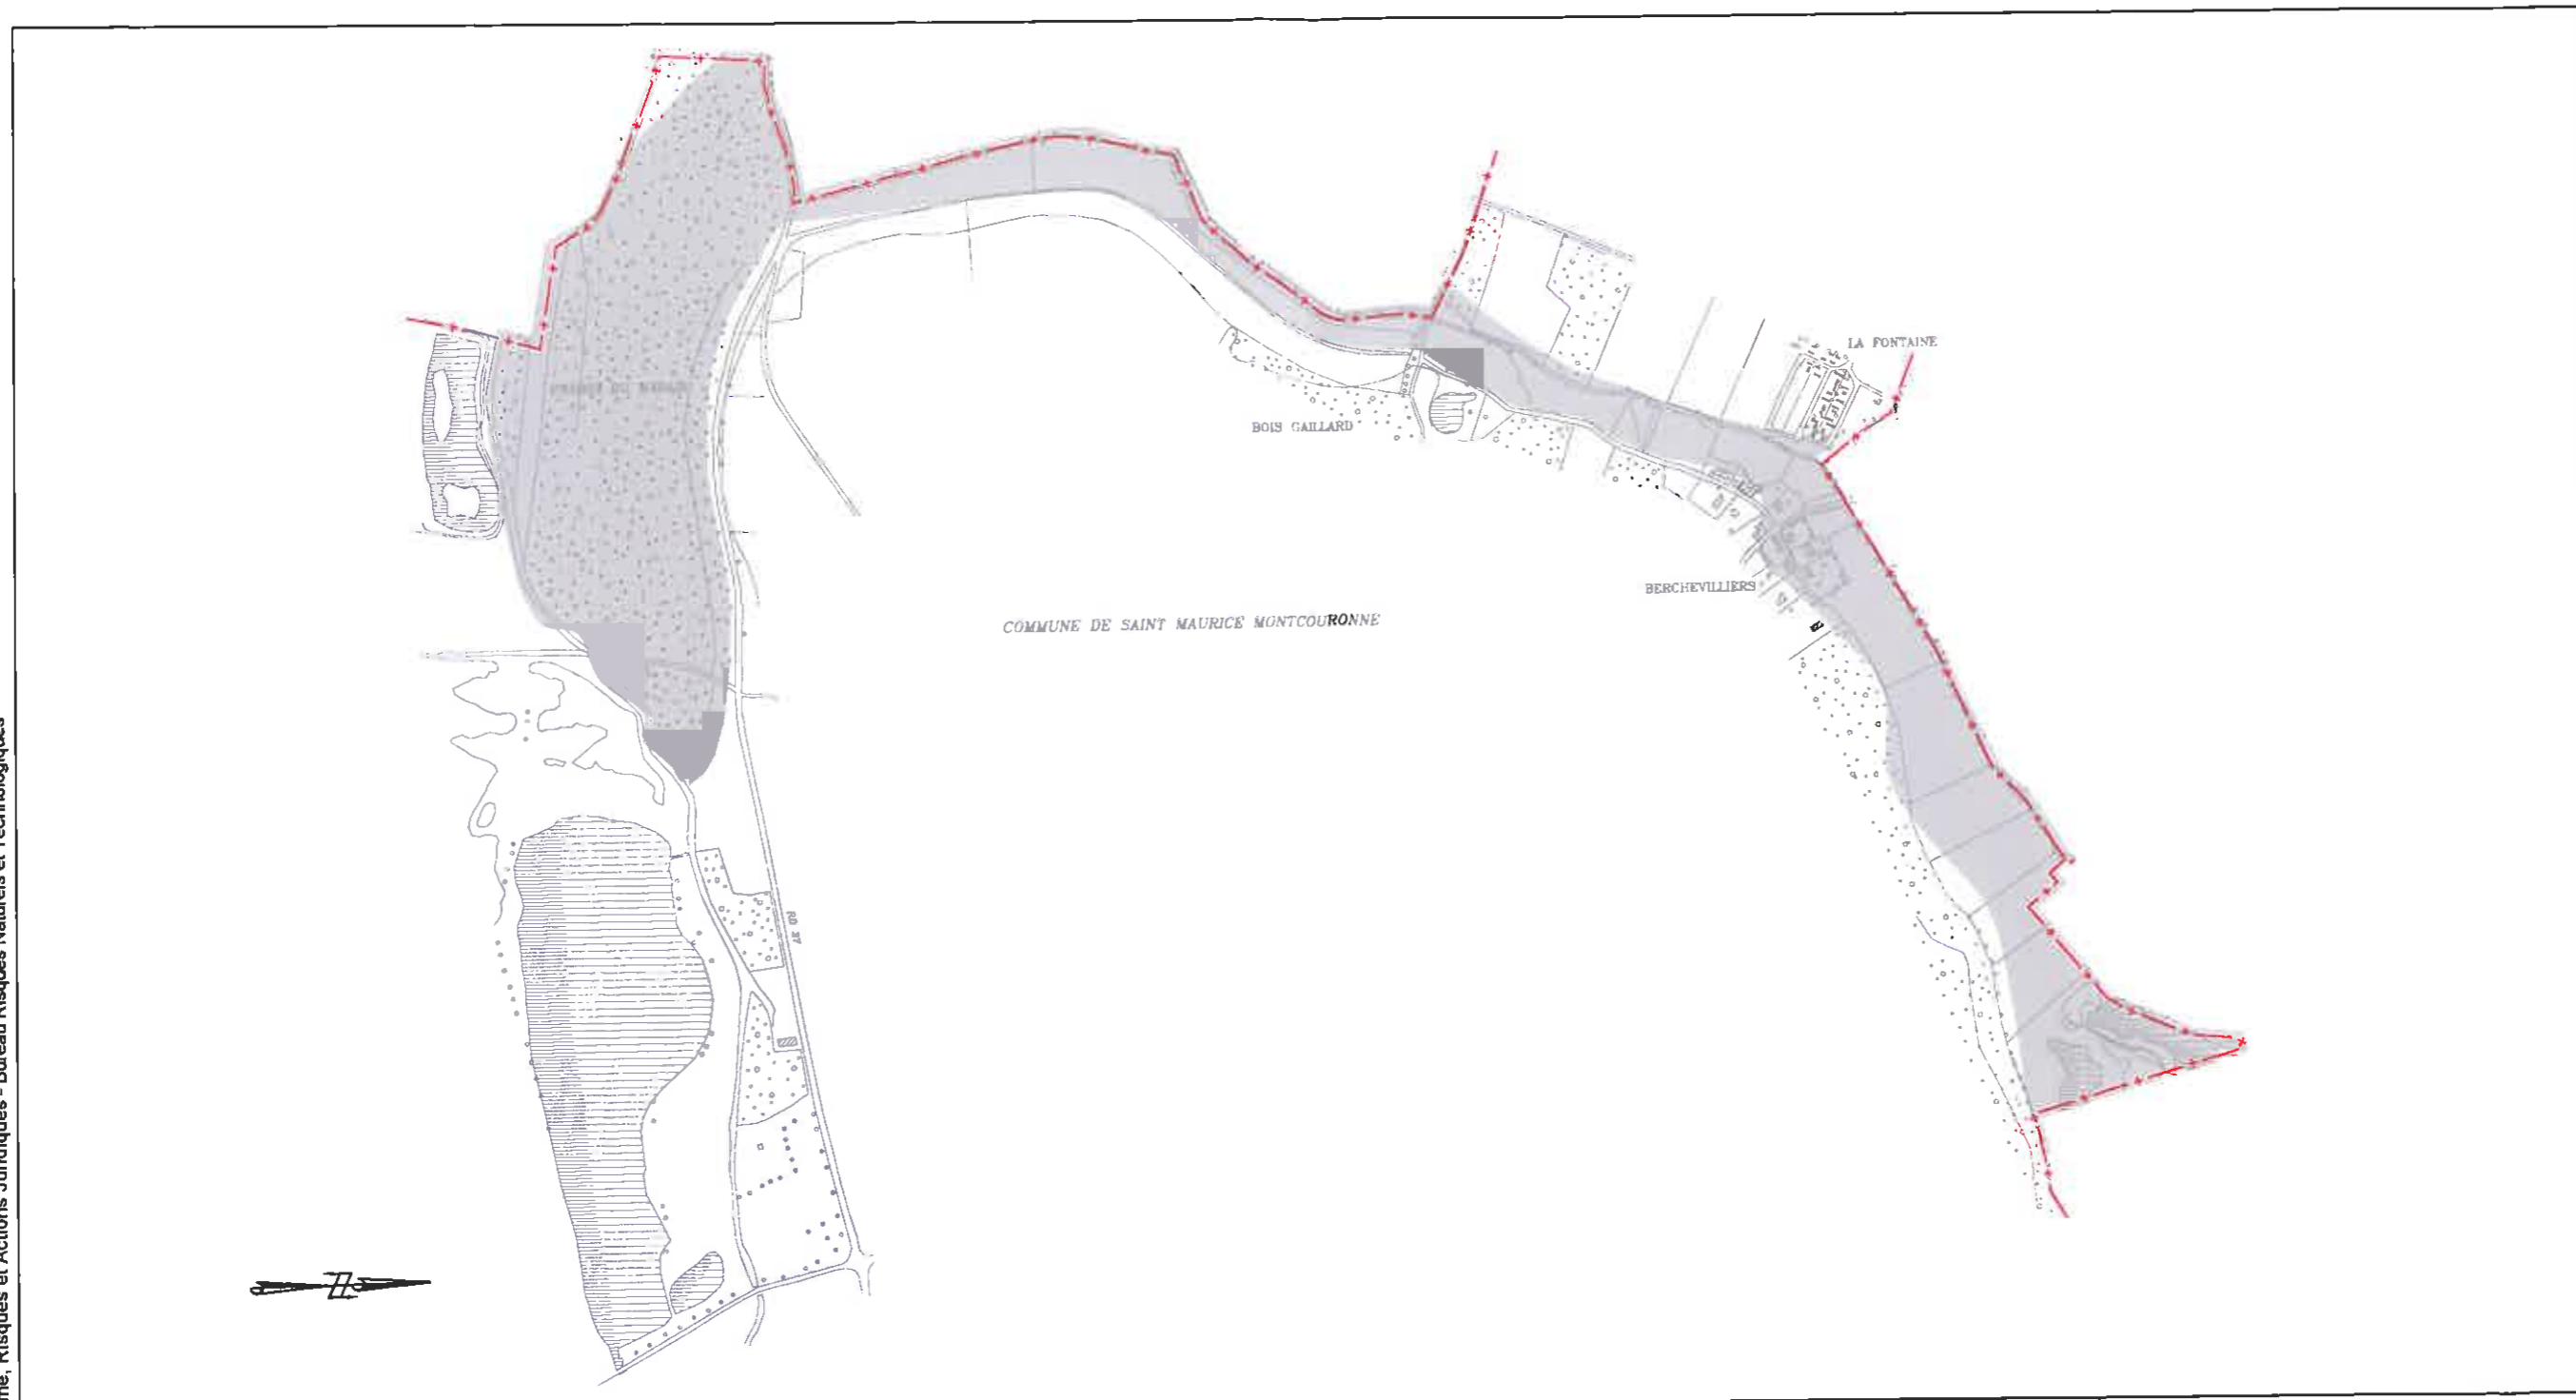 LA FONTAINE
BOIS GAILLARD
BERCHEVILLIERS
COMMUNE DE SAINT MAURICE MONTCOURONNE
RD 27
Risques et Actions Juridiques - Bureau Risques Naturels et Technologiques